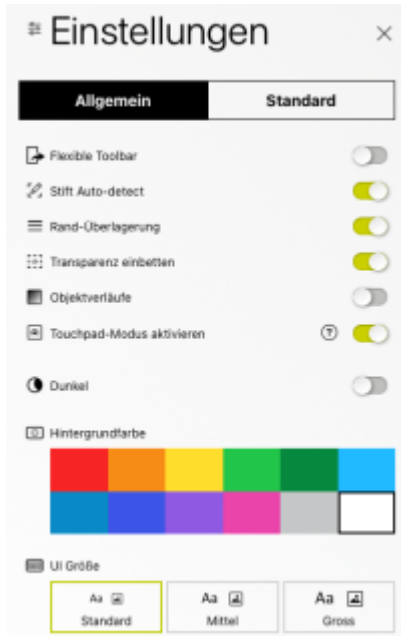 Einstellungen
Allgemein Standard
Flexible Toolbar
Stift Auto-detect
Rand-Überlagerung
Transparenz einbetten
Objektverläufe
Touchpad-Modus aktivieren ?
Dunkel
Hintergrundfarbe
UI Größe
Aa Aa Aa
Standard Mittel Gross